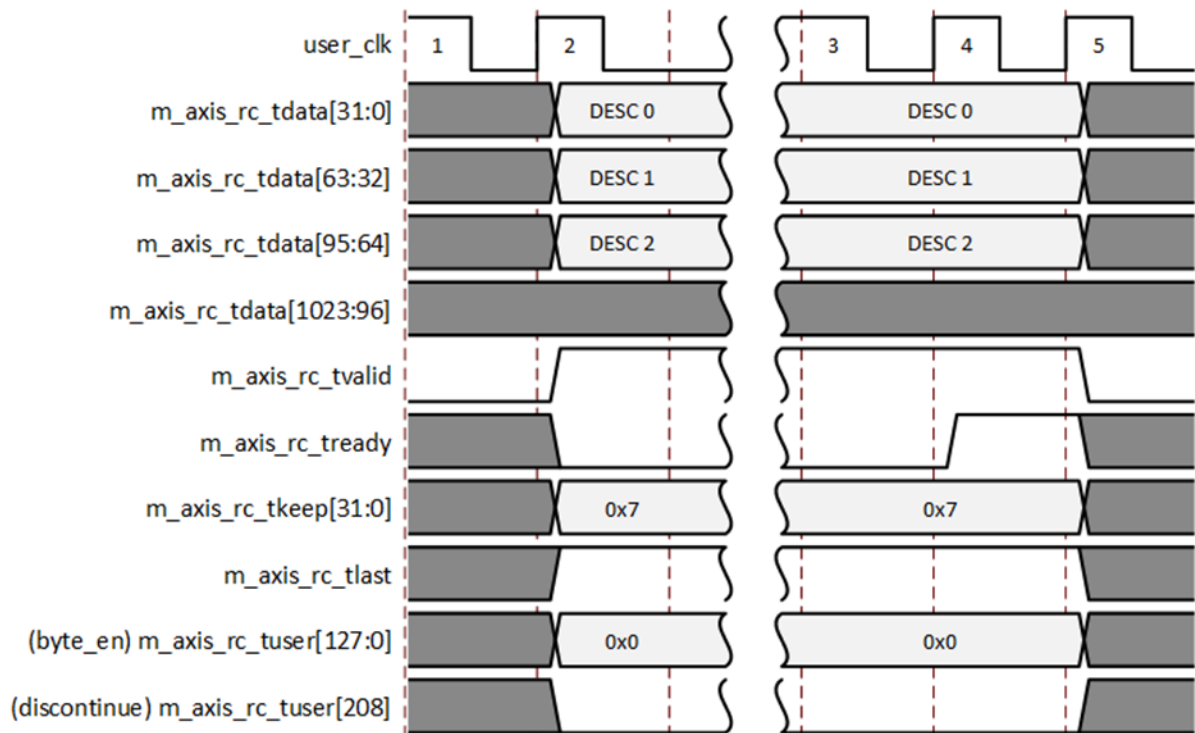 user_clk 1 2 3 4 5
m_axis_rc_tdata[31:0] DESC 0 DESC 0
m_axis_rc_tdata[63:32] DESC 1 DESC 1
m_axis_rc_tdata[95:64] DESC 2 DESC 2
m_axis_rc_tdata[1023:96]
m_axis_rc_tvalid
m_axis_rc_tready
m_axis_rc_tkeep[31:0] 0x7 0x7
m_axis_rc_tlast
(byte_en) m_axis_rc_tuser[127:0] 0x0 0x0
(discontinue) m_axis_rc_tuser[208]